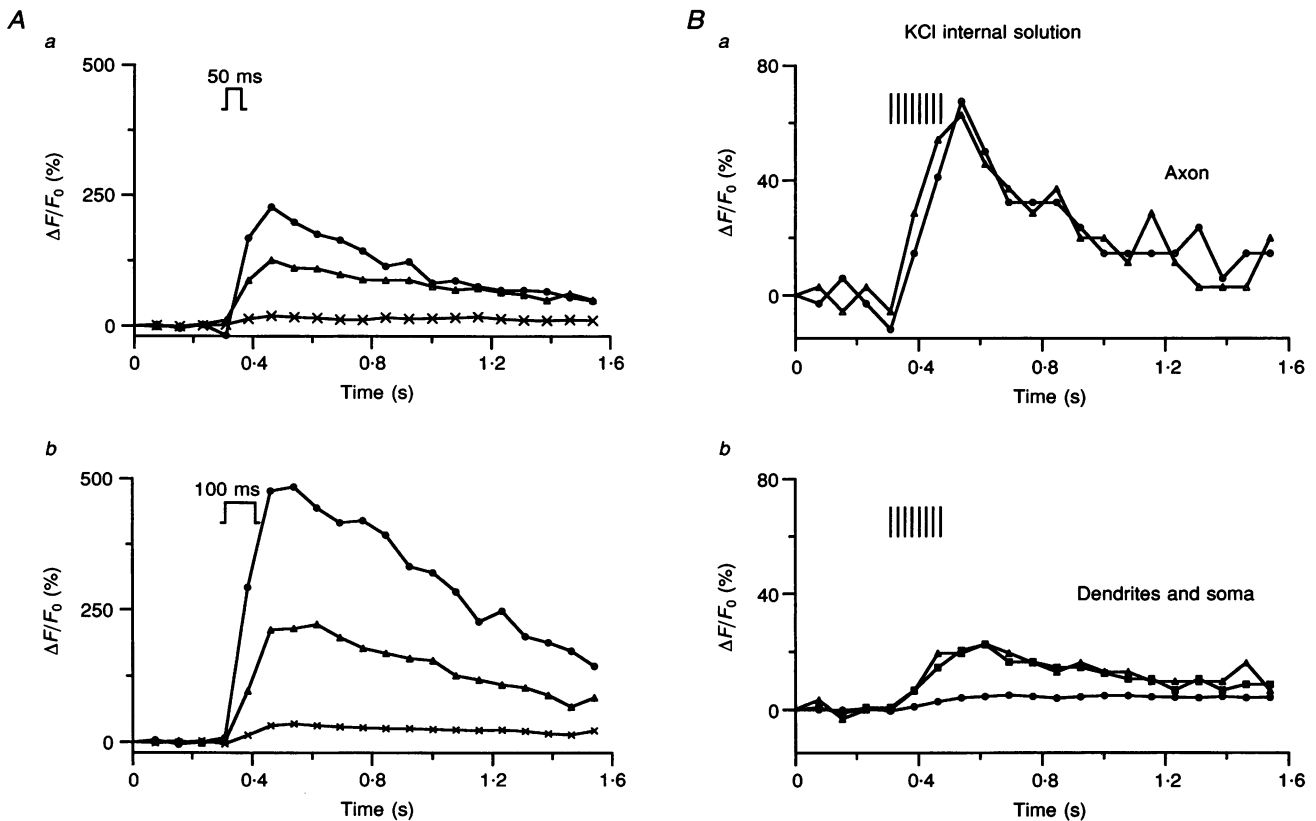 A
a
50 ms
500
250
0
ΔF/F₀ (%)
0 0·4 0·8 1·2 1·6
Time (s)
b
100 ms
500
250
0
ΔF/F₀ (%)
0 0·4 0·8 1·2 1·6
Time (s)
B
a
KCl internal solution
80
40
0
ΔF/F₀ (%)
Axon
0 0·4 0·8 1·2 1·6
Time (s)
b
80
40
0
ΔF/F₀ (%)
Dendrites and soma
0 0·4 0·8 1·2 1·6
Time (s)